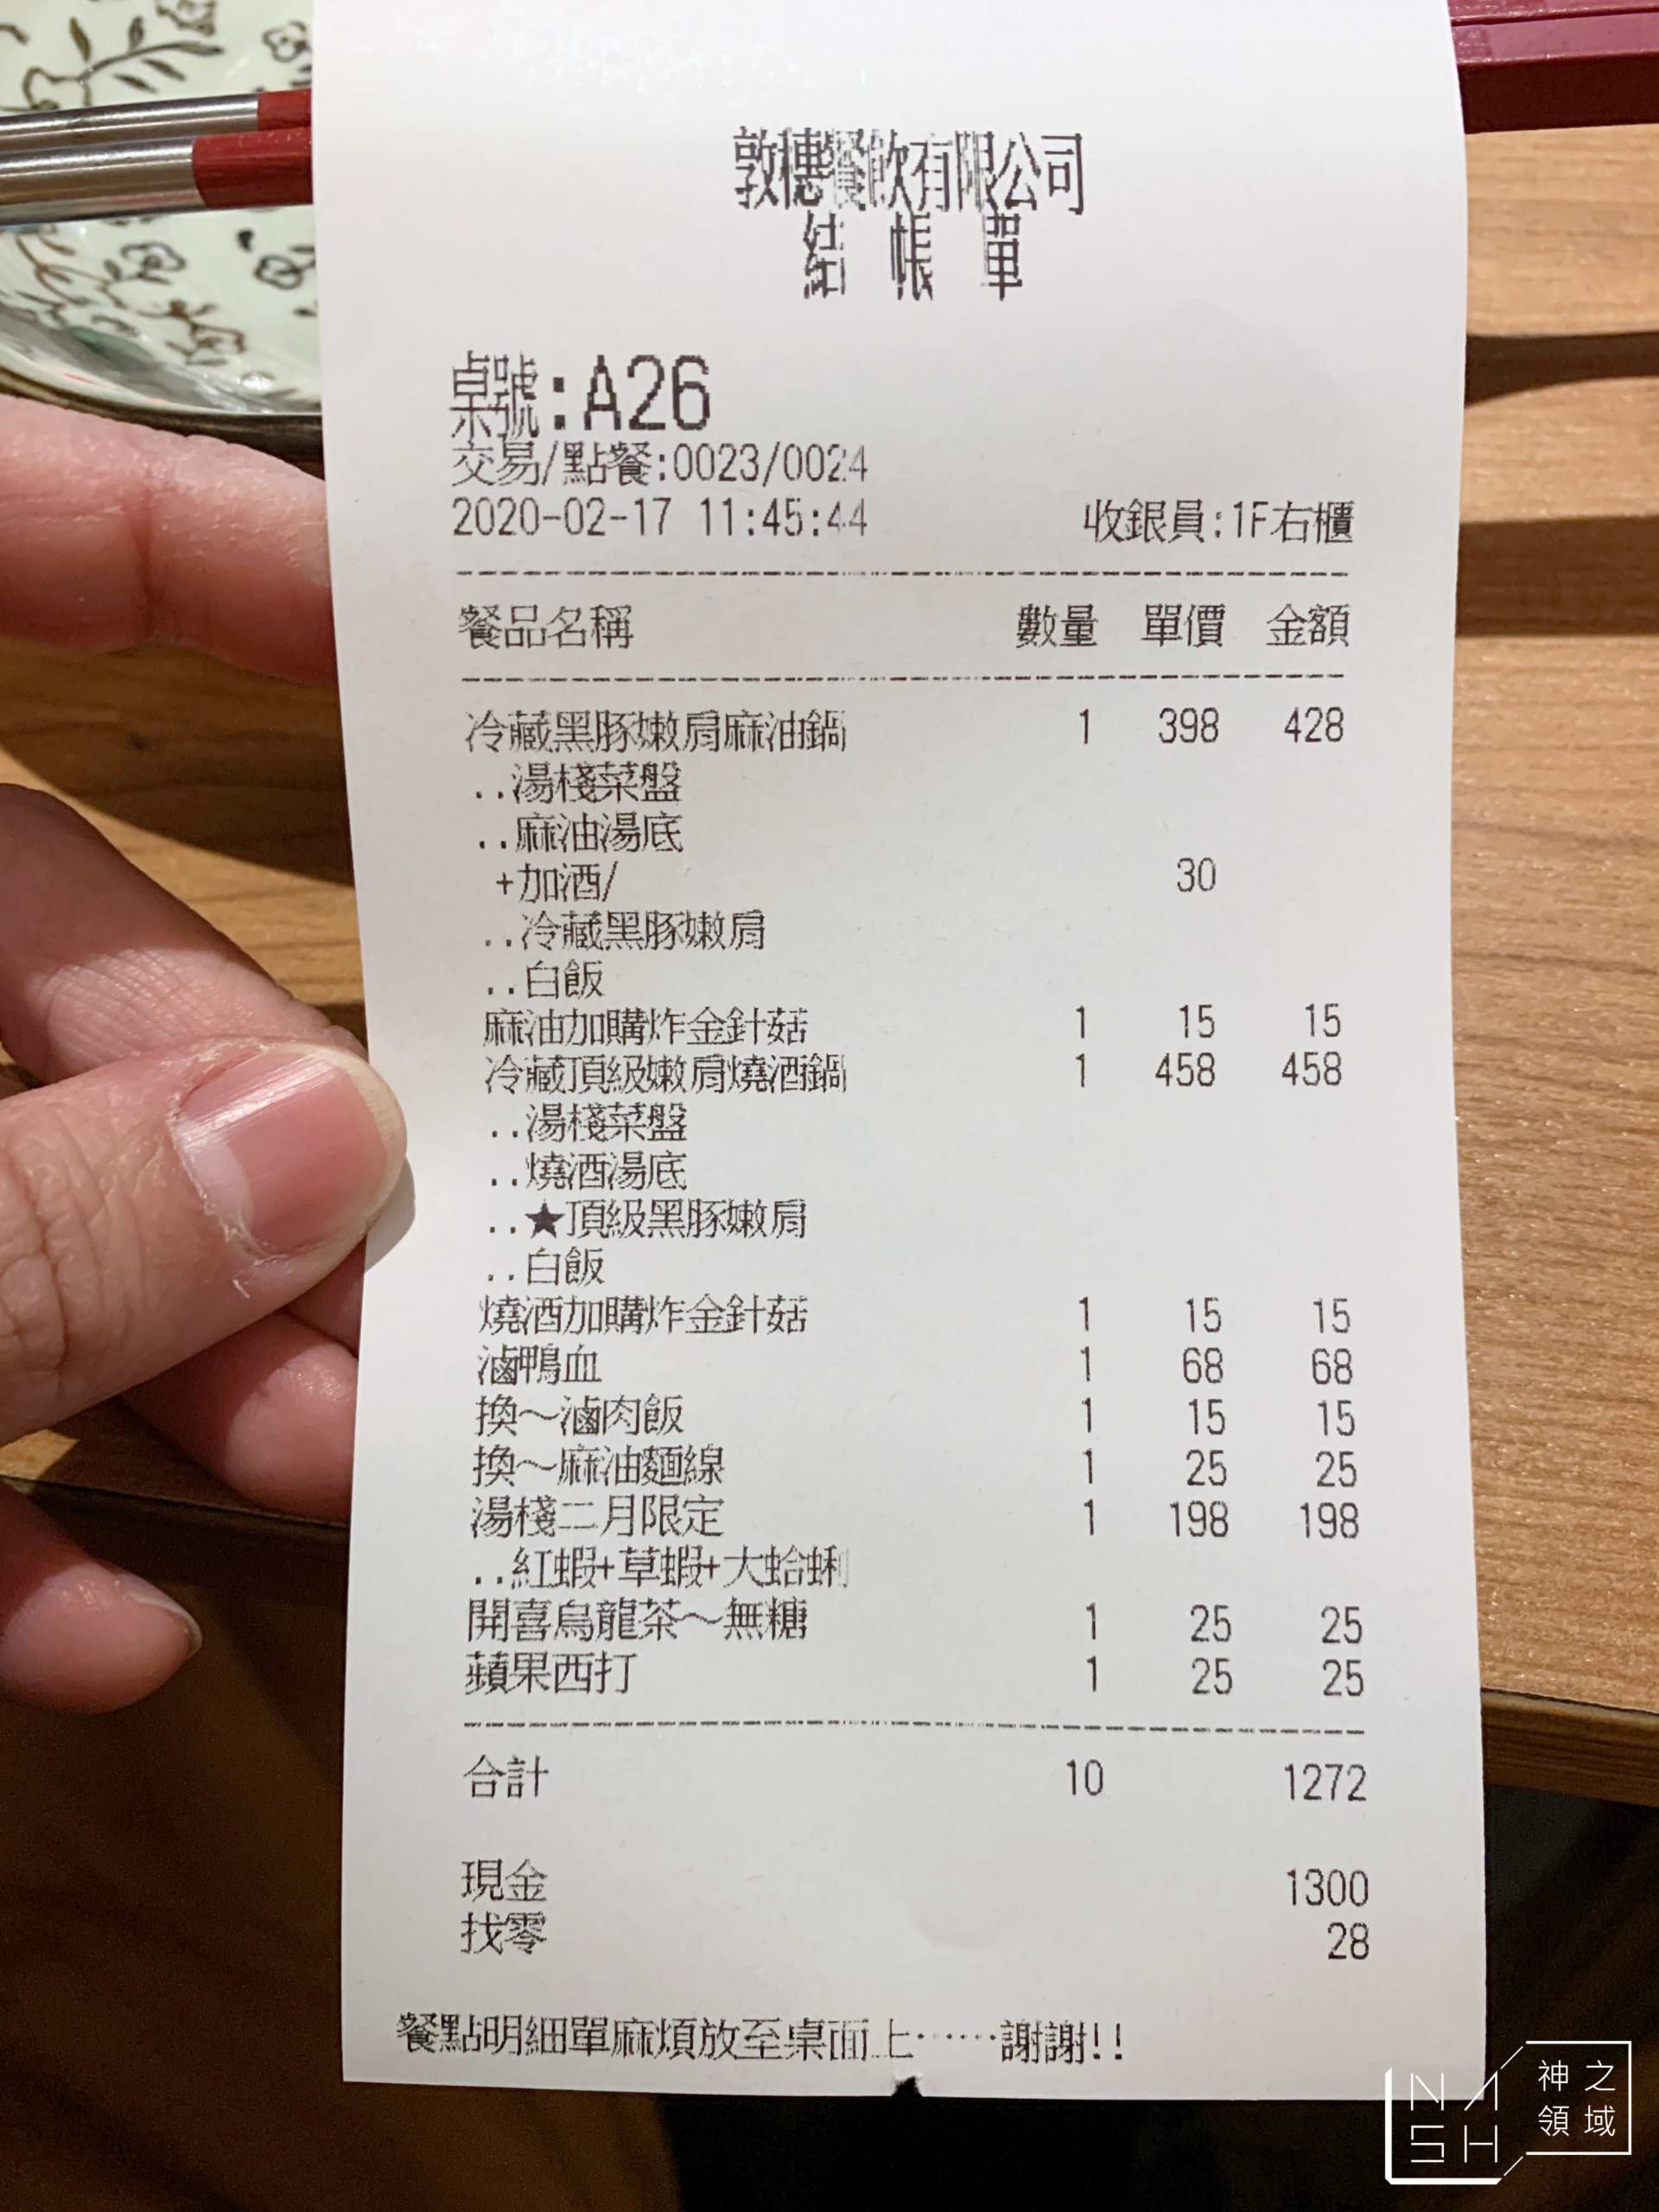 敦穗餐飲有限公司
結 帳 單
桌號:A26
交易/點餐:0023/0024
2020-02-17 11:45:44 收銀員:1F右櫃
餐品名稱 數量 單價 金額
冷藏黑豚嫩肩麻油鍋 1 398 428
..湯棧菜盤
..麻油湯底
+加酒/ 30
..冷藏黑豚嫩肩
..白飯
麻油加購炸金針菇 1 15 15
冷藏頂級嫩肩燒酒鍋 1 458 458
..湯棧菜盤
..燒酒湯底
..★頂級黑豚嫩肩
..白飯
燒酒加購炸金針菇 1 15 15
滷鴨血 1 68 68
換～滷肉飯 1 15 15
換～麻油麵線 1 25 25
湯棧二月限定 1 198 198
..紅蝦+草蝦+大蛤蜊
開喜烏龍茶～無糖 1 25 25
蘋果西打 1 25 25
合計 10 1272
現金 1300
找零 28
餐點明細單麻煩放至桌面上⋯⋯謝謝!!
NASH
神之
領域